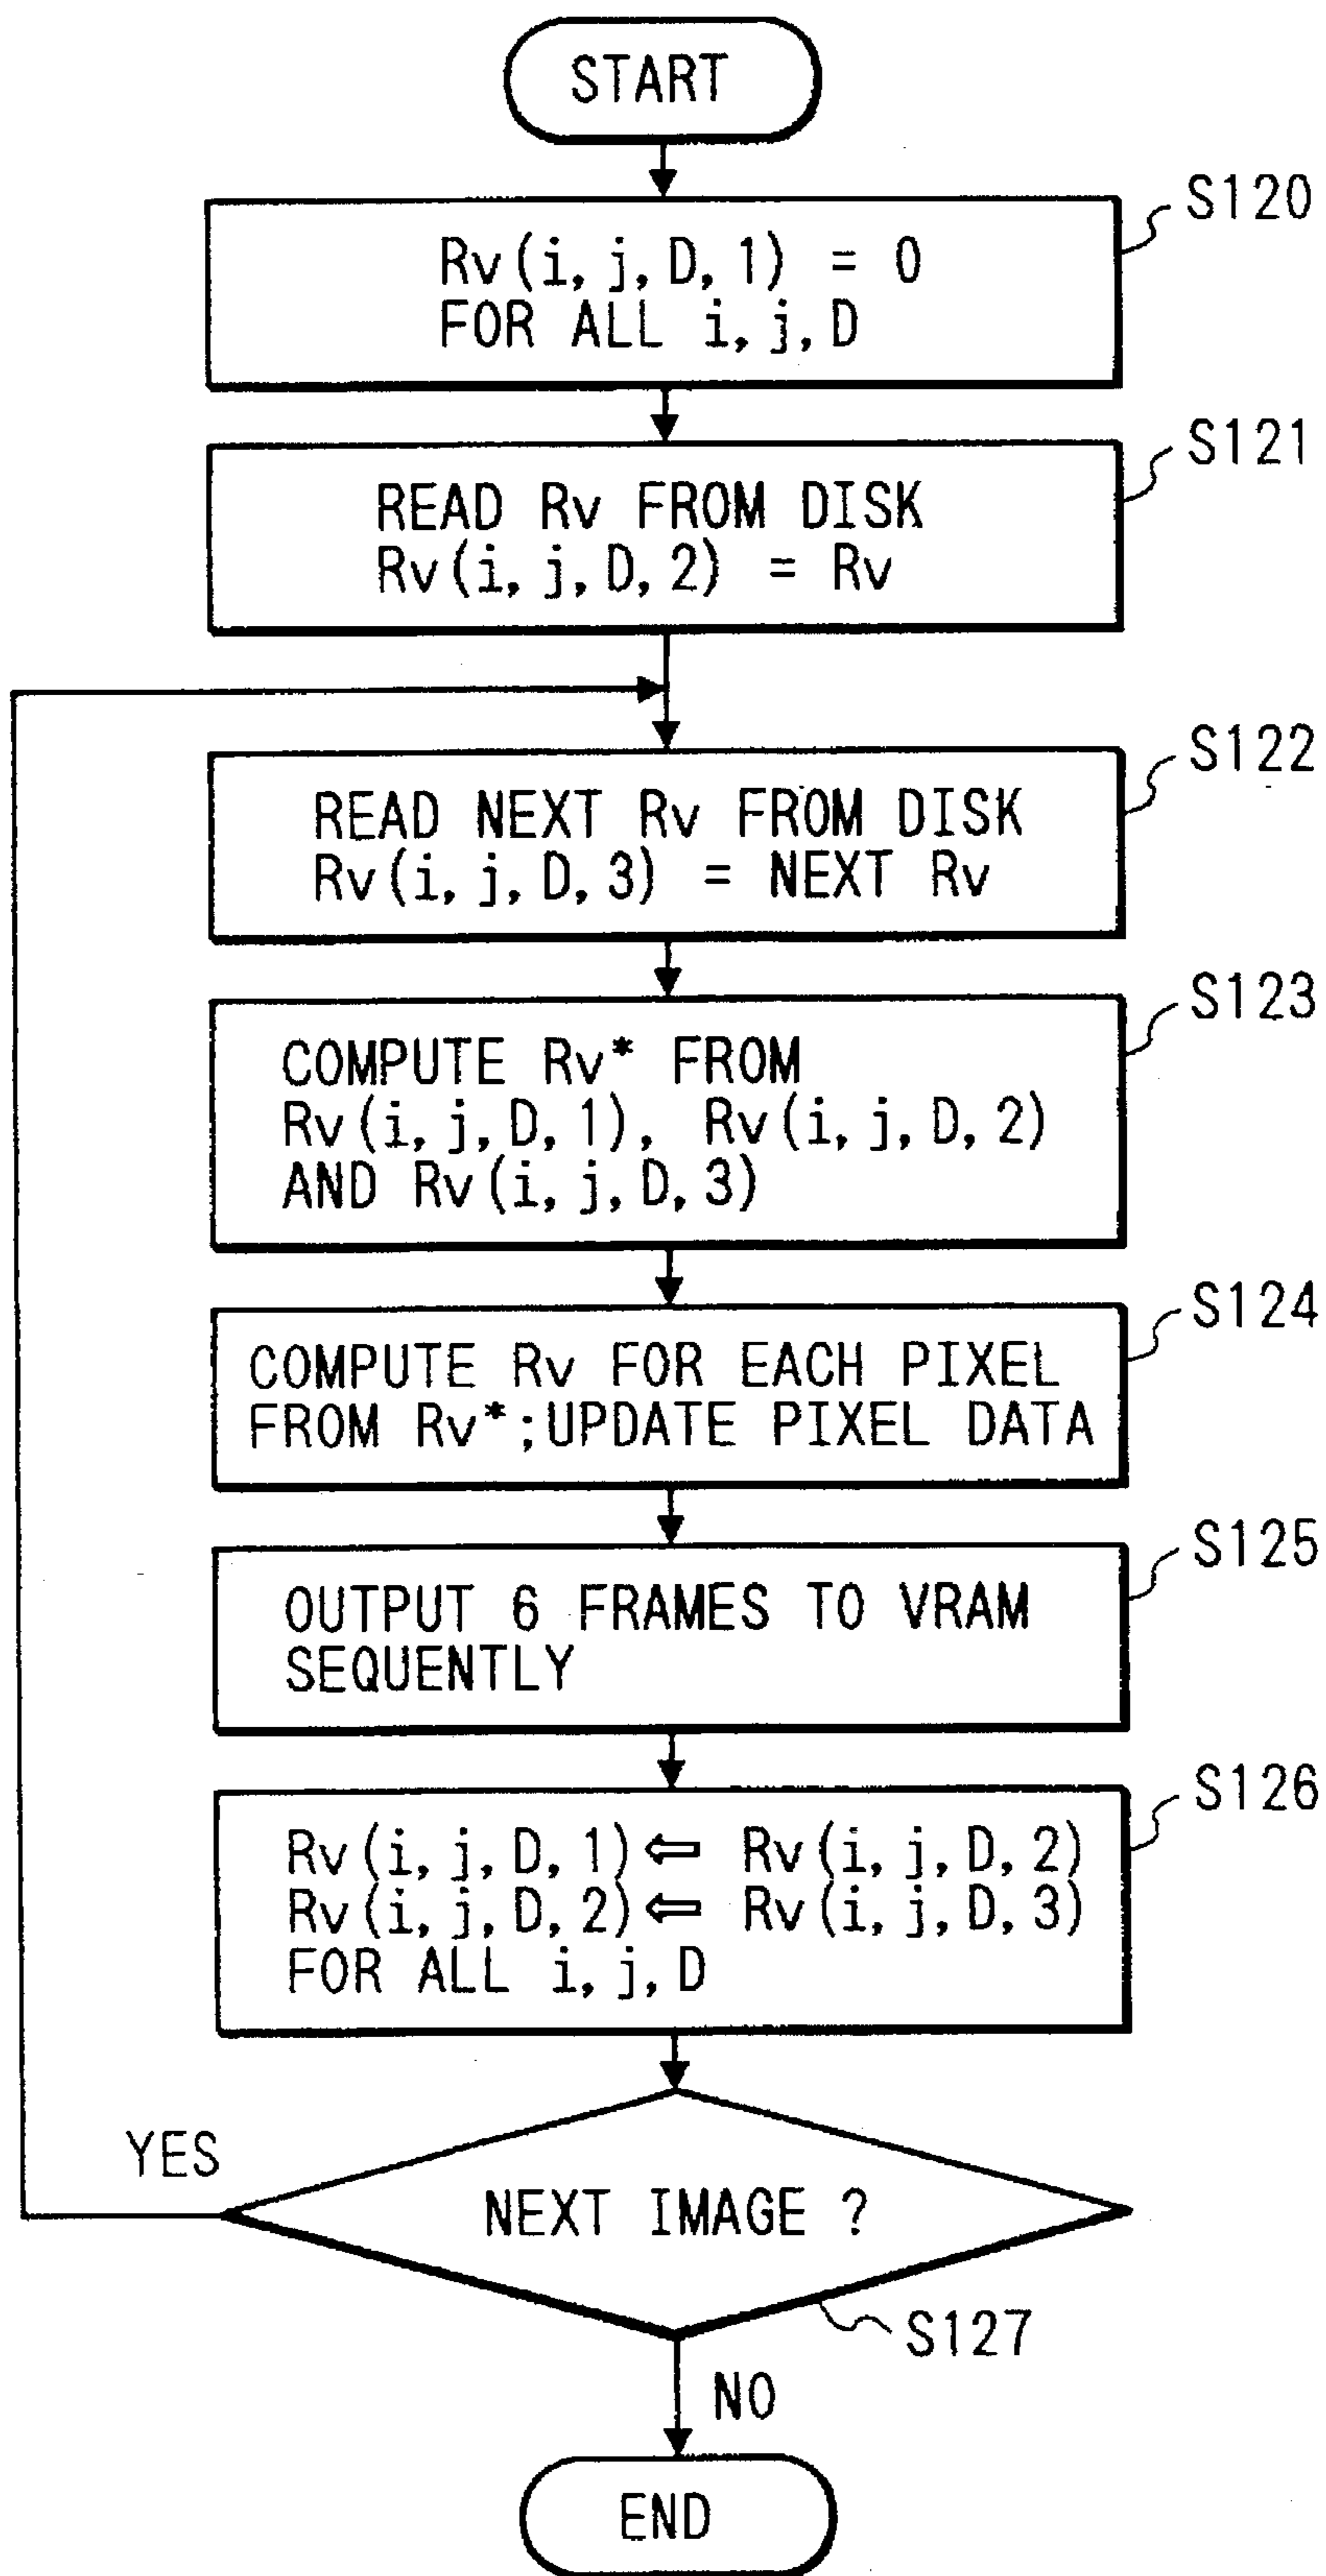 START
S120
Rv(i, j, D, 1) = 0
FOR ALL i, j, D
S121
READ Rv FROM DISK
Rv(i, j, D, 2) = Rv
S122
READ NEXT Rv FROM DISK
Rv(i, j, D, 3) = NEXT Rv
S123
COMPUTE Rv* FROM
Rv(i, j, D, 1), Rv(i, j, D, 2)
AND Rv(i, j, D, 3)
S124
COMPUTE Rv FOR EACH PIXEL
FROM Rv*;UPDATE PIXEL DATA
S125
OUTPUT 6 FRAMES TO VRAM
SEQUENTLY
S126
Rv(i, j, D, 1)⇐ Rv(i, j, D, 2)
Rv(i, j, D, 2)⇐ Rv(i, j, D, 3)
FOR ALL i, j, D
YES
NEXT IMAGE ?
S127
NO
END